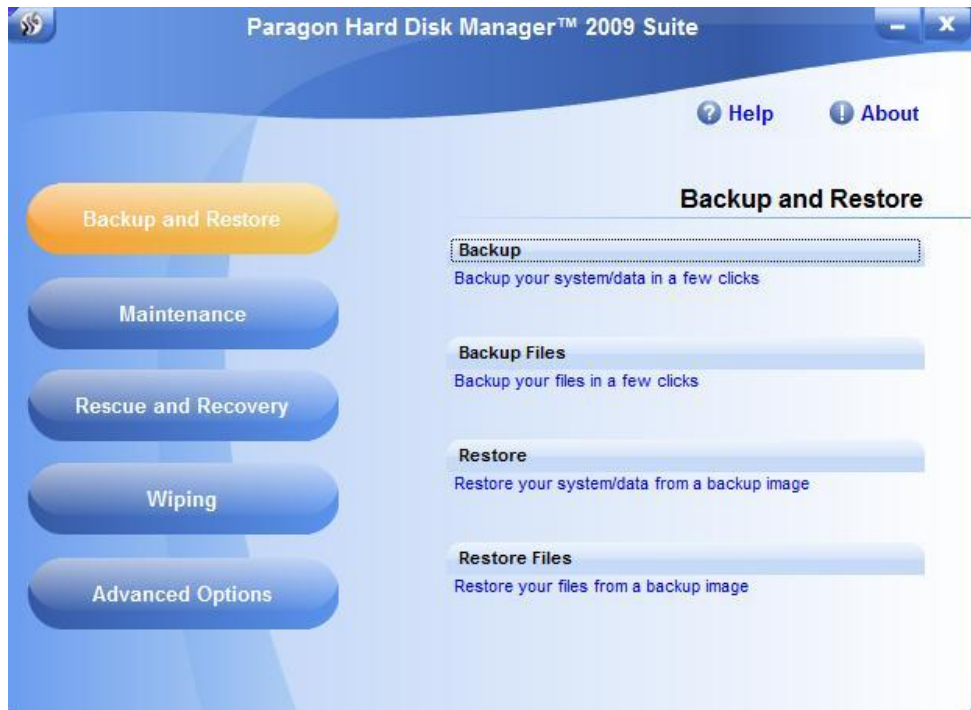 Paragon Hard Disk Manager™ 2009 Suite
Help
About
Backup and Restore
Maintenance
Rescue and Recovery
Wiping
Advanced Options
Backup and Restore
Backup
Backup your system/data in a few clicks
Backup Files
Backup your files in a few clicks
Restore
Restore your system/data from a backup image
Restore Files
Restore your files from a backup image